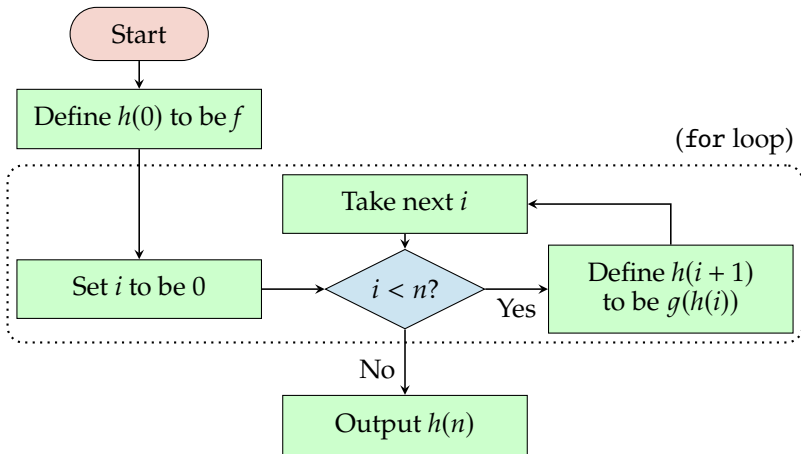 Start
Define h(0) to be f
(for loop)
Take next i
Set i to be 0
i < n?
Yes
Define h(i + 1)
to be g(h(i))
No
Output h(n)